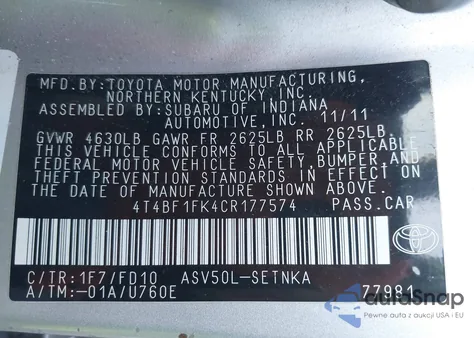 MFD.BY:TOYOTA MOTOR MANUFACTURING,
NORTHERN KENTUCKY INC.
ASSEMBLED BY:SUBARU OF INDIANA
AUTOMOTIVE,INC. 11/11
GVWR 4630LB GAWR FR 2625LB RR 2625LB
THIS VEHICLE CONFORMS TO ALL APPLICABLE
FEDERAL MOTOR VEHICLE SAFETY,BUMPER,AND
THEFT PREVENTION STANDARDS IN EFFECT ON
THE DATE OF MANUFACTURE SHOWN ABOVE.
4T4BF1FK4CR177574 PASS.CAR
TOYOTA
C/TR:1F7/FD10 ASV50L-SETNKA
A/TM:-01A/U760E 77981
autoSnap
Pewne auta z aukcji USA i EU